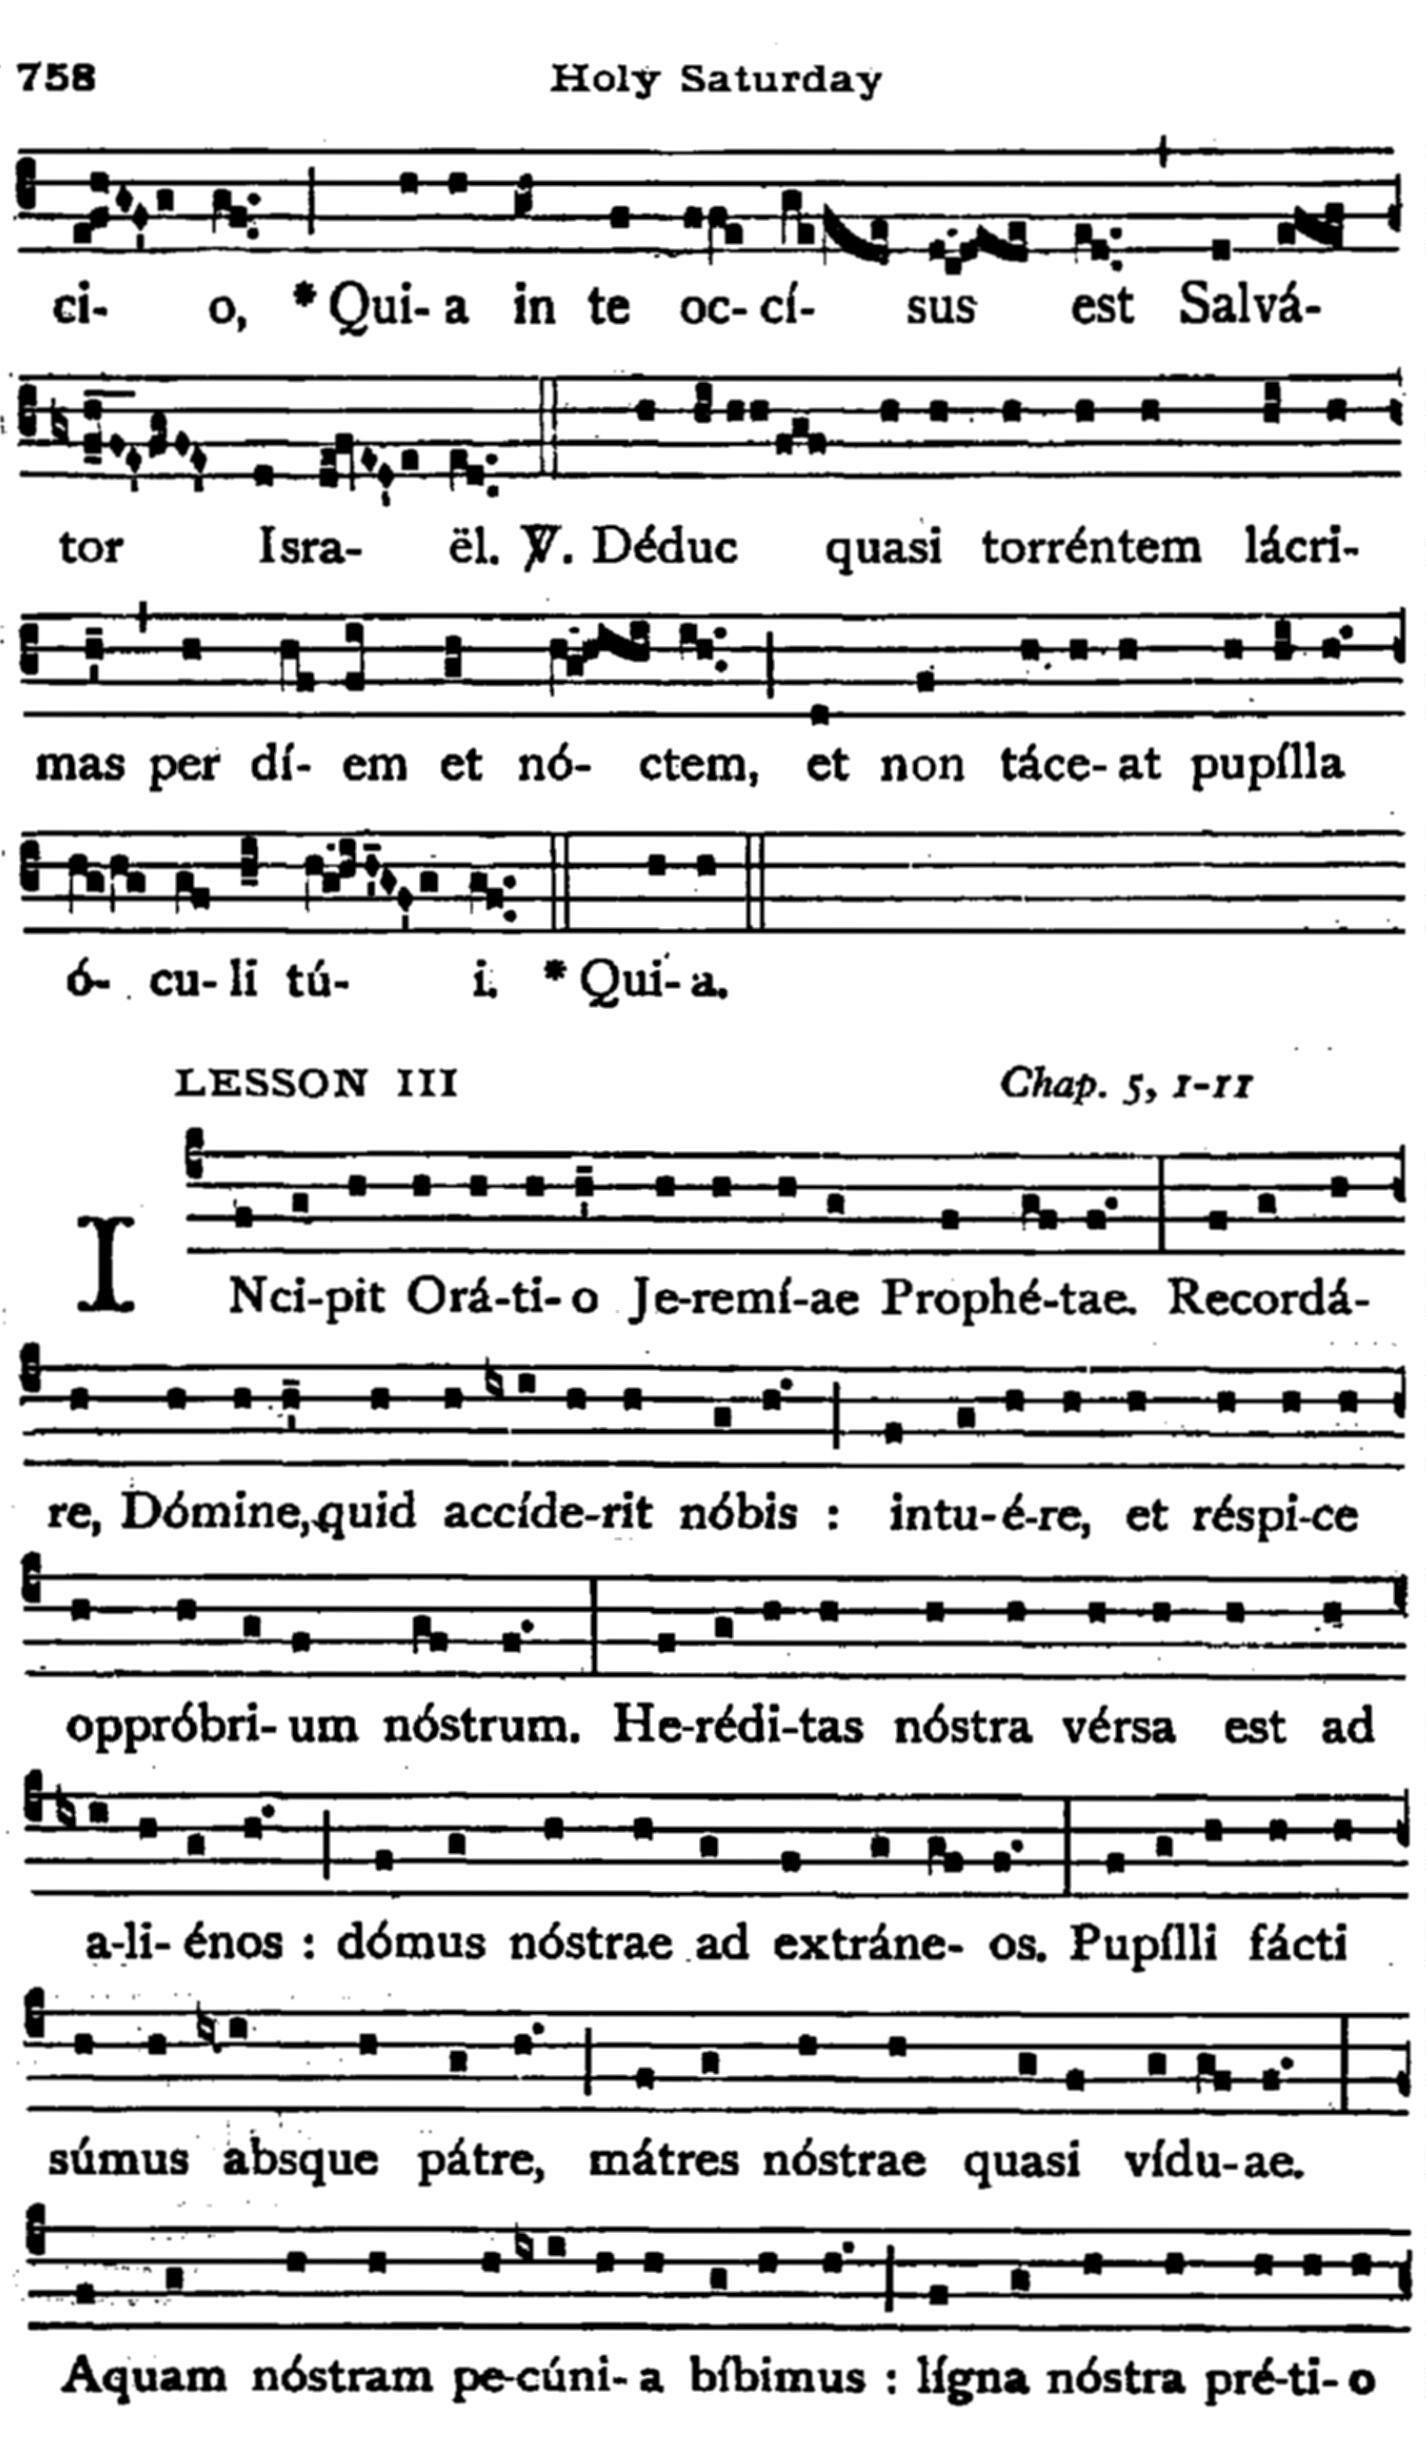 758 Holy Saturday
ci- o, * Qui- a in te oc- cí- sus est Salvá-
tor Isra- ël. ℣. Déduc quasi torréntem lácri-
mas per dí- em et nó- ctem, et non táce- at pupílla
ó- cu- li tú- i. * Qui- a.
LESSON III Chap. 5, 1-11
INci-pit Orá-ti- o Je-remí-ae Prophé-tae. Recordá-
re, Dómine, quid accíde-rit nóbis : intu-é-re, et réspi-ce
oppróbri- um nóstrum. He-rédi-tas nóstra vérsa est ad
a-li- énos : dómus nóstrae ad extráne- os. Pupílli fácti
súmus absque pátre, mátres nóstrae quasi vídu-ae.
Aquam nóstram pe-cúni- a bíbimus : lígna nóstra pré-ti- o